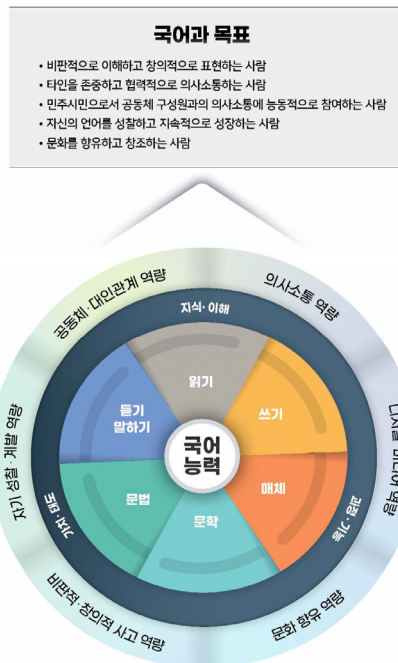 국어과 목표
• 비판적으로 이해하고 창의적으로 표현하는 사람
• 타인을 존중하고 협력적으로 의사소통하는 사람
• 민주시민으로서 공동체 구성원과의 의사소통에 능동적으로 참여하는 사람
• 자신의 언어를 성찰하고 지속적으로 성장하는 사람
• 문화를 향유하고 창조하는 사람
공동체·대인관계 역량
의사소통 역량
지식·이해
읽기
듣기
말하기
쓰기
국어
능력
자기 성찰·계발 역량
디지털·미디어 역량
문법
매체
문학
가치·태도
과정·기능
비판적·창의적 사고 역량
문화 향유 역량